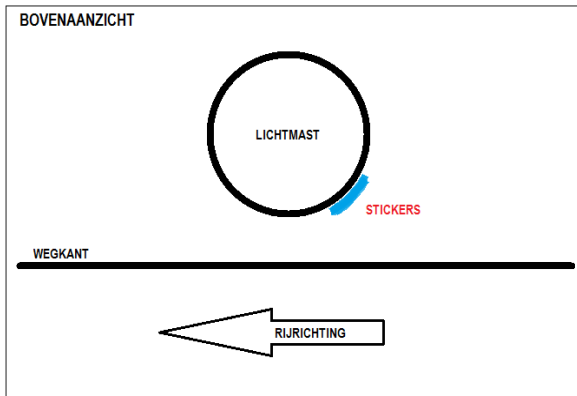 BOVENAANZICHT
LICHTMAST
STICKERS
WEGKANT
RIJRICHTING